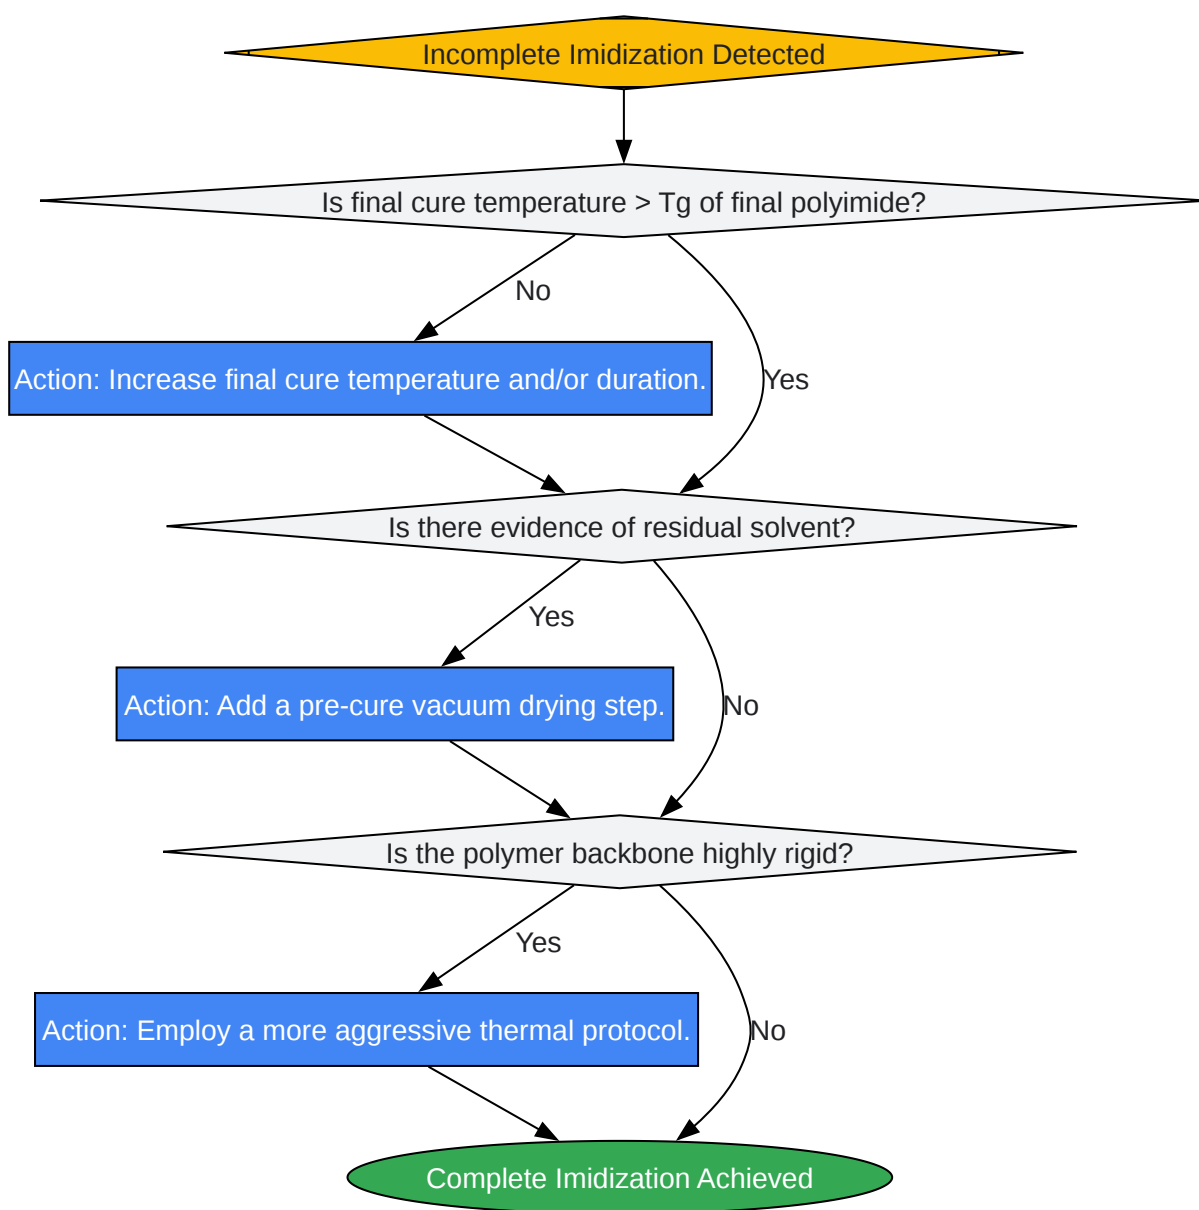 Incomplete Imidization Detected
Is final cure temperature > Tg of final polyimide?
No
Action: Increase final cure temperature and/or duration.
Yes
Is there evidence of residual solvent?
Yes
Action: Add a pre-cure vacuum drying step.
No
Is the polymer backbone highly rigid?
Yes
Action: Employ a more aggressive thermal protocol.
No
Complete Imidization Achieved